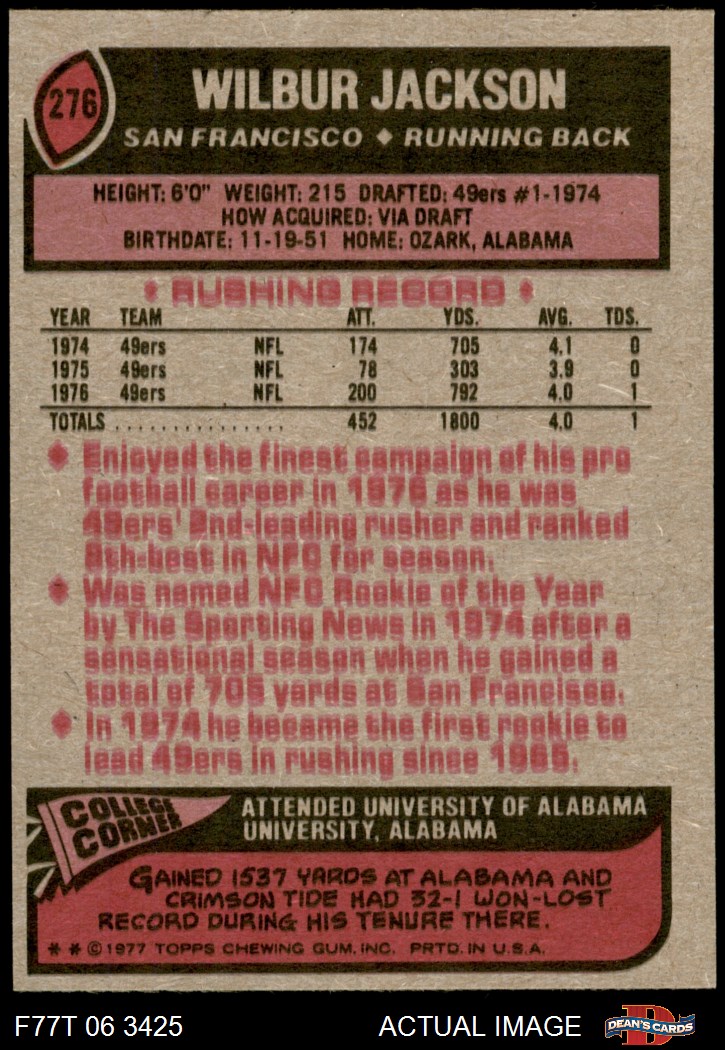 276
WILBUR JACKSON
SAN FRANCISCO ♦ RUNNING BACK
HEIGHT: 6'0" WEIGHT: 215 DRAFTED: 49ers #1-1974
HOW ACQUIRED: VIA DRAFT
BIRTHDATE: 11-19-51 HOME: OZARK, ALABAMA
♦ RUSHING RECORD ♦
YEAR TEAM ATT. YDS. AVG. TDS.
1974 49ers NFL 174 705 4.1 0
1975 49ers NFL 78 303 3.9 0
1976 49ers NFL 200 792 4.0 1
TOTALS . . . . . . . . . . . . . . . 452 1800 4.0 1
♦ Enjoyed the finest campaign of his pro
football career in 1976 as he was
49ers' 2nd-leading rusher and ranked
8th-best in NFC for season.
♦ Was named NFC Rookie of the Year
by The Sporting News in 1974 after a
sensational season when he gained a
total of 705 yards at San Francisco.
♦ In 1974 he became the first rookie to
lead 49ers in rushing since 1965.
COLLEGE
CORNER
ATTENDED UNIVERSITY OF ALABAMA
UNIVERSITY, ALABAMA
GAINED 1537 YARDS AT ALABAMA AND
CRIMSON TIDE HAD 32-1 WON-LOST
RECORD DURING HIS TENURE THERE.
* * © 1977 TOPPS CHEWING GUM, INC. PRTD. IN U.S.A.
F77T 06 3425 ACTUAL IMAGE
D
DEAN'S CARDS